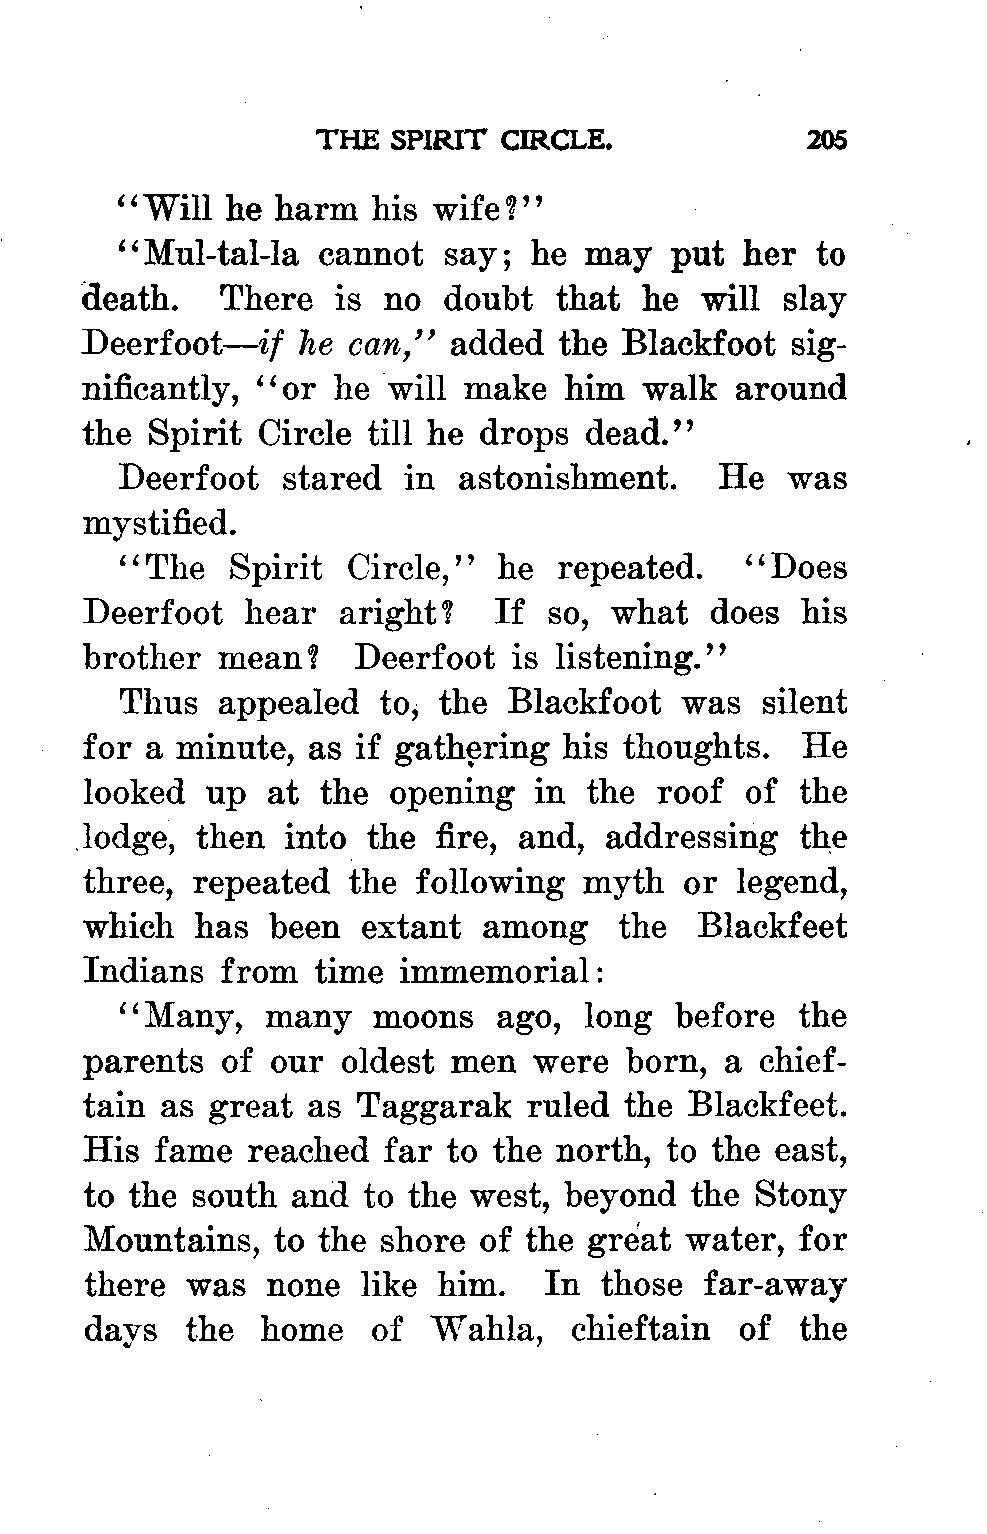 THE SPIRIT CIRCLE. 205
"Will he harm his wife?"
"Mul-tal-la cannot say; he may put her to
death. There is no doubt that he will slay
Deerfoot—if he can," added the Blackfoot sig-
nificantly, "or he will make him walk around
the Spirit Circle till he drops dead."
Deerfoot stared in astonishment. He was
mystified.
"The Spirit Circle," he repeated. "Does
Deerfoot hear aright? If so, what does his
brother mean? Deerfoot is listening."
Thus appealed to, the Blackfoot was silent
for a minute, as if gathering his thoughts. He
looked up at the opening in the roof of the
lodge, then into the fire, and, addressing the
three, repeated the following myth or legend,
which has been extant among the Blackfeet
Indians from time immemorial:
"Many, many moons ago, long before the
parents of our oldest men were born, a chief-
tain as great as Taggarak ruled the Blackfeet.
His fame reached far to the north, to the east,
to the south and to the west, beyond the Stony
Mountains, to the shore of the great water, for
there was none like him. In those far-away
days the home of Wahla, chieftain of the